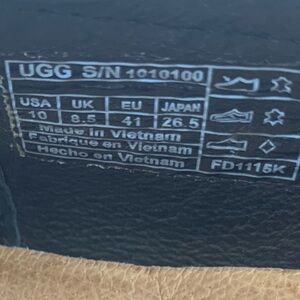 UGG S/N 1010100
USA UK EU JAPAN
10 8.5 41 26.5
Made in Vietnam
Fabrique en Vietnam
Hecho en Vietnam
FD1115K